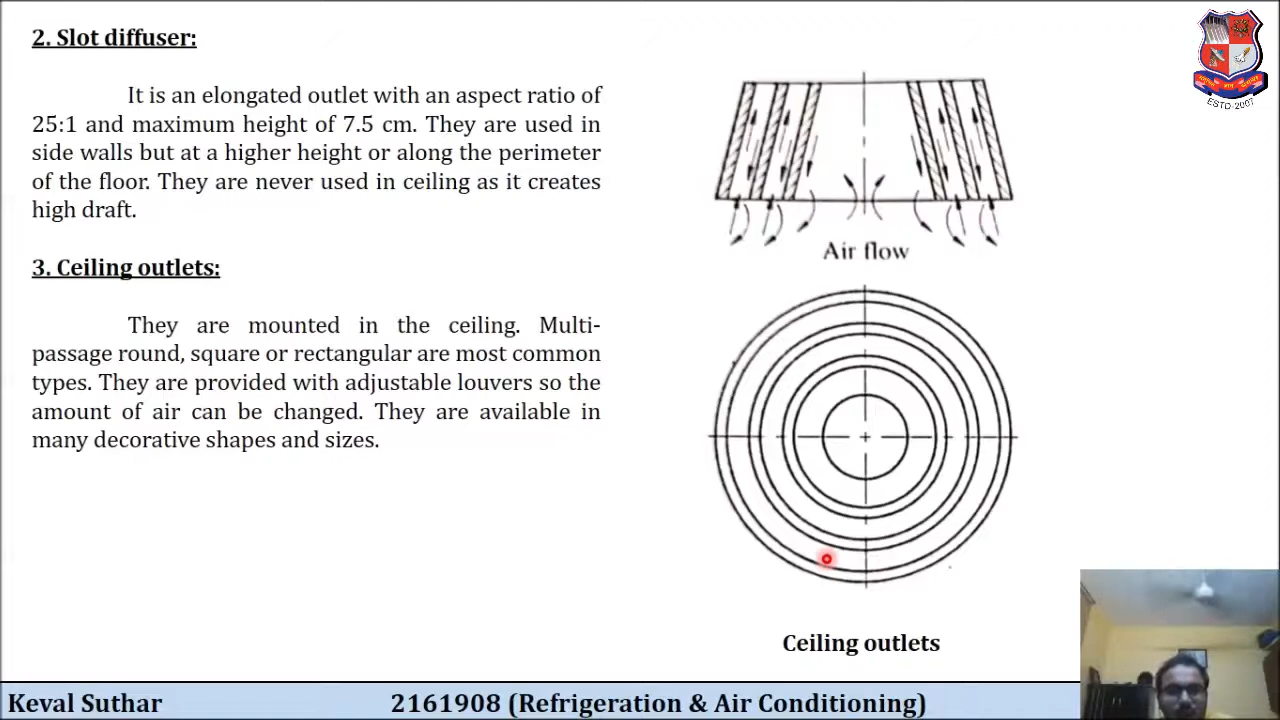 2. Slot diffuser:
It is an elongated outlet with an aspect ratio of
25:1 and maximum height of 7.5 cm. They are used in
side walls but at a higher height or along the perimeter
of the floor. They are never used in ceiling as it creates
high draft.
3. Ceiling outlets:
They are mounted in the ceiling. Multi-
passage round, square or rectangular are most common
types. They are provided with adjustable louvers so the
amount of air can be changed. They are available in
many decorative shapes and sizes.
ESTD-2007
Air flow
Ceiling outlets
Keval Suthar
2161908 (Refrigeration & Air Conditioning)